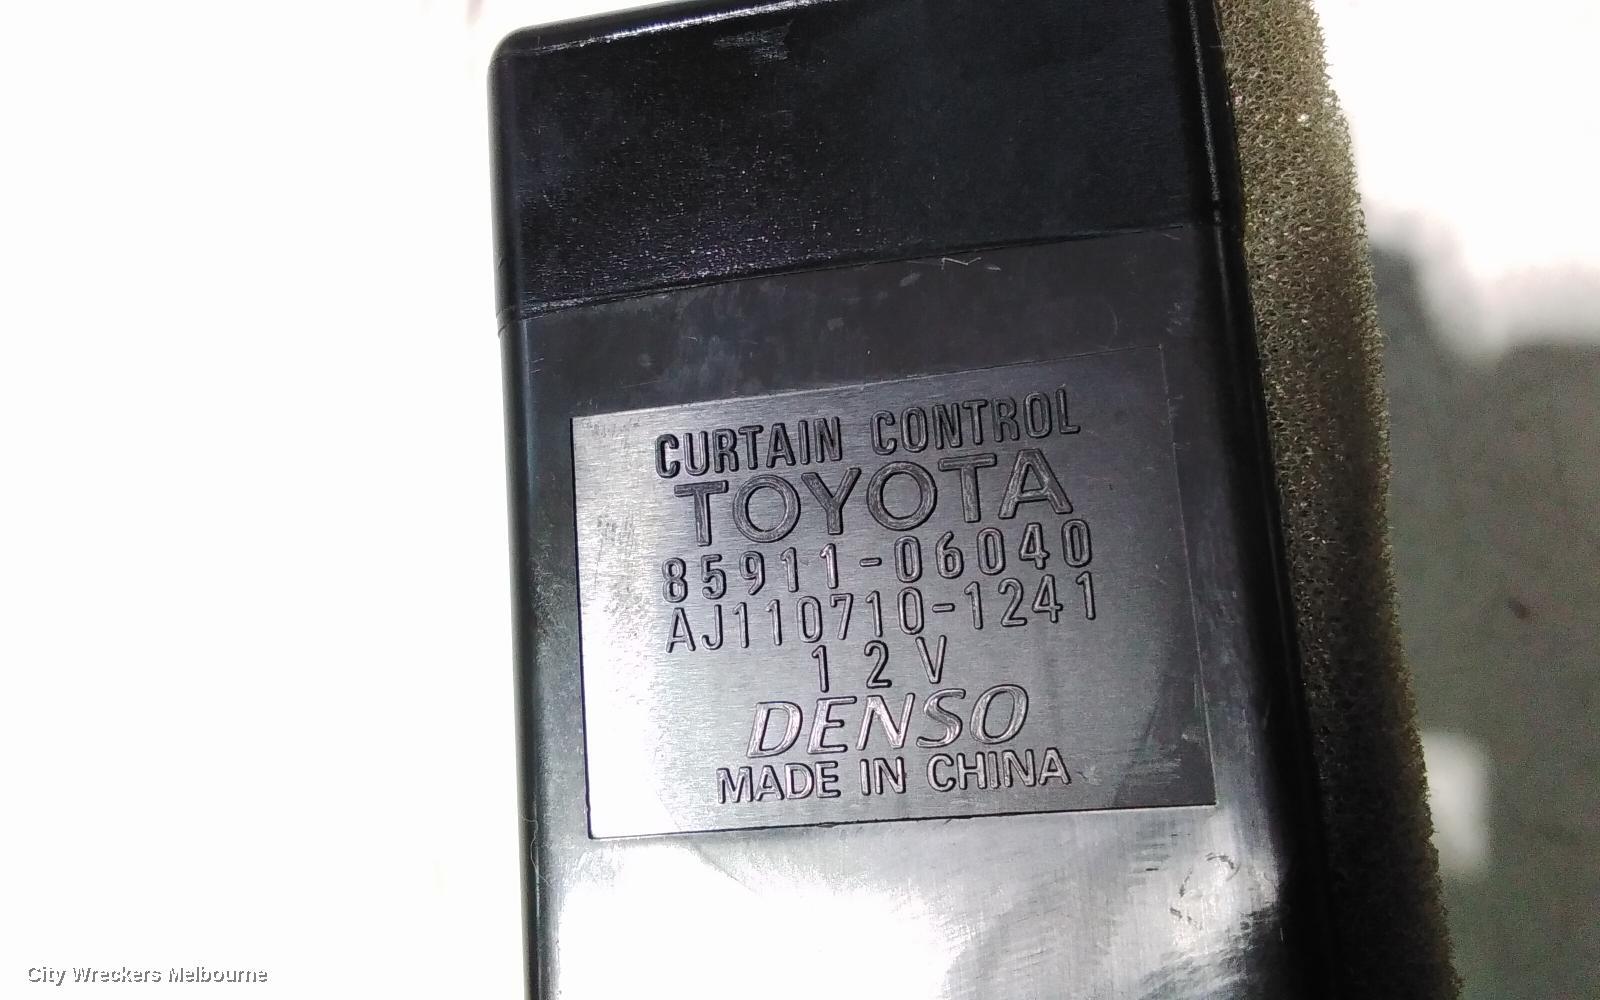 CURTAIN CONTROL
TOYOTA
85911-06040
AJ110710-1241
12V
DENSO
MADE IN CHINA
City Wreckers Melbourne